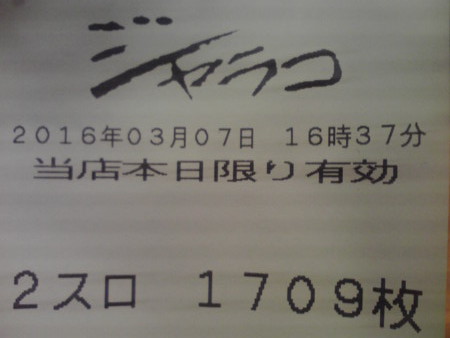 ジャラコ
2016年03月07日 16時37分
当店本日限り有効
2スロ 1709枚